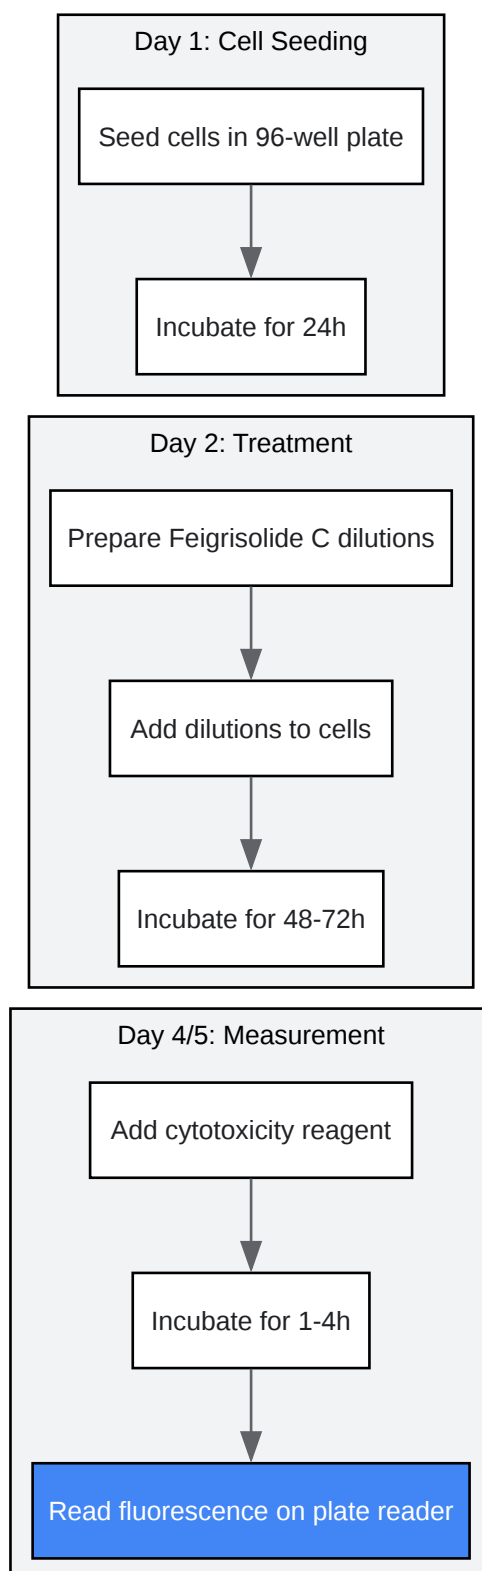 Day 1: Cell Seeding
Seed cells in 96-well plate
Incubate for 24h
Day 2: Treatment
Prepare Feigrisolide C dilutions
Add dilutions to cells
Incubate for 48-72h
Day 4/5: Measurement
Add cytotoxicity reagent
Incubate for 1-4h
Read fluorescence on plate reader